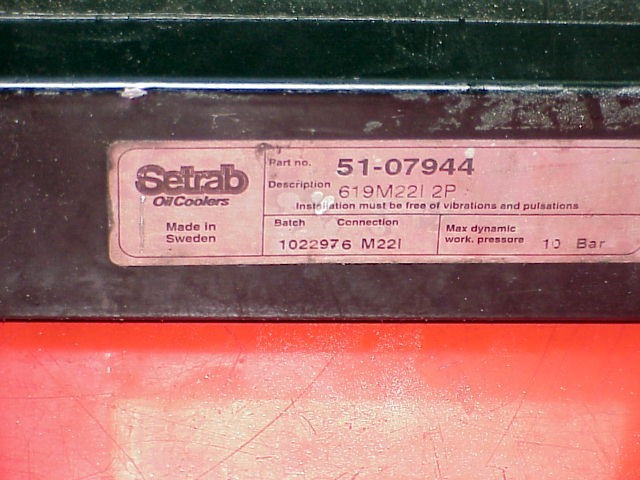 Setrab
Oil Coolers
Made in
Sweden
Part no. 51-07944
Description 619M22I 2P
Installation must be free of vibrations and pulsations
Batch Connection
1022976 M22I
Max dynamic
work. pressure 10 Bar